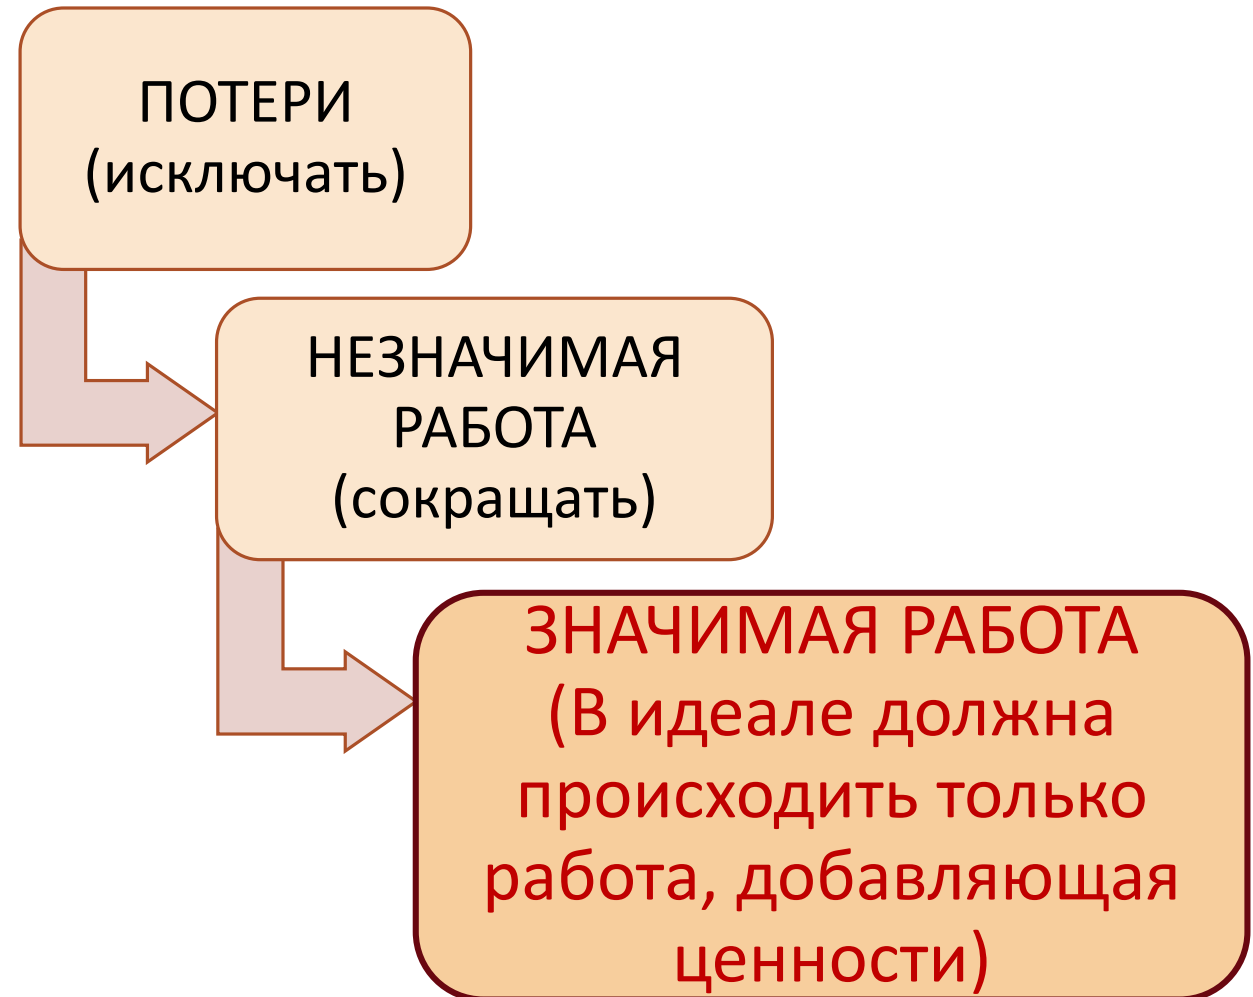 ПОТЕРИ
(исключать)
НЕЗНАЧИМАЯ
РАБОТА
(сокращать)
ЗНАЧИМАЯ РАБОТА
(В идеале должна
происходить только
работа, добавляющая
ценности)